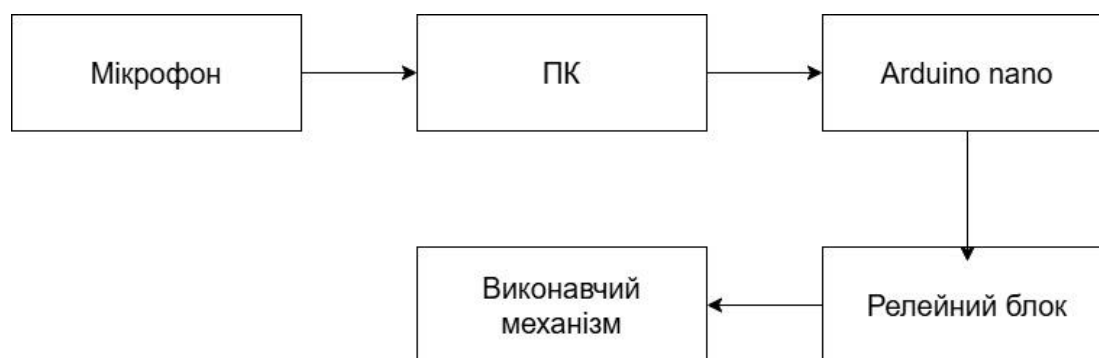 Мікрофон
ПК
Arduino nano
Виконавчий
механізм
Релейний блок